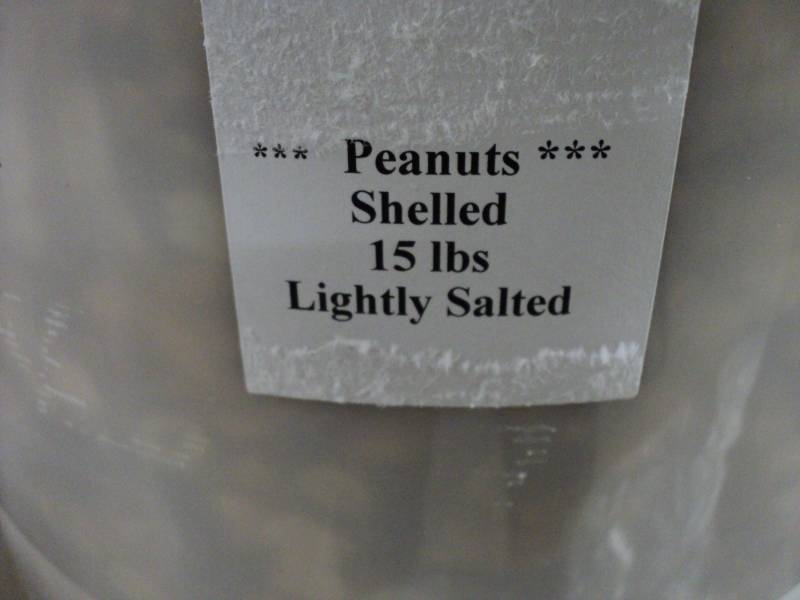 *** Peanuts ***
Shelled
15 lbs
Lightly Salted